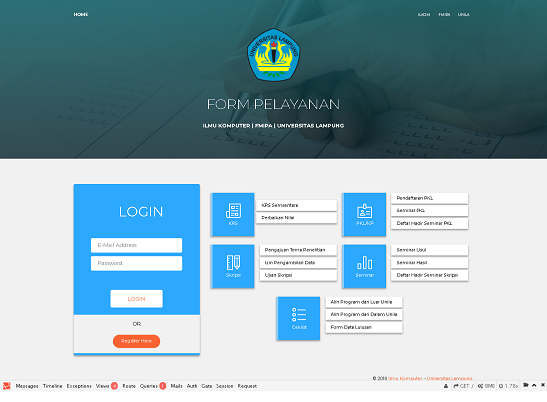 HOME
ILKOM FMIPA UNILA
UNIVERSITAS LAMPUNG
FORM PELAYANAN
ILMU KOMPUTER | FMIPA | UNIVERSITAS LAMPUNG
LOGIN
E-Mail Address
Password
LOGIN
OR
Register Here
KRS
KRS Sementara
Perbaikan Nilai
PKL/KP
Pendaftaran PKL
Seminar PKL
Daftar Hadir Seminar PKL
Skripsi
Pengajuan Tema Penelitian
Izin Pengambilan Data
Ujian Skripsi
Seminar
Seminar Usul
Seminar Hasil
Daftar Hadir Seminar Skripsi
Ceklist
Alih Program dari Luar Unila
Alih Program dari Dalam Unila
Form Data Lulusan
© 2018 Ilmu Komputer. - Universitas Lampung.
Messages Timeline Exceptions Views 4 Route Queries 1 Mails Auth Gate Session Request GET / 8MB 1.78s